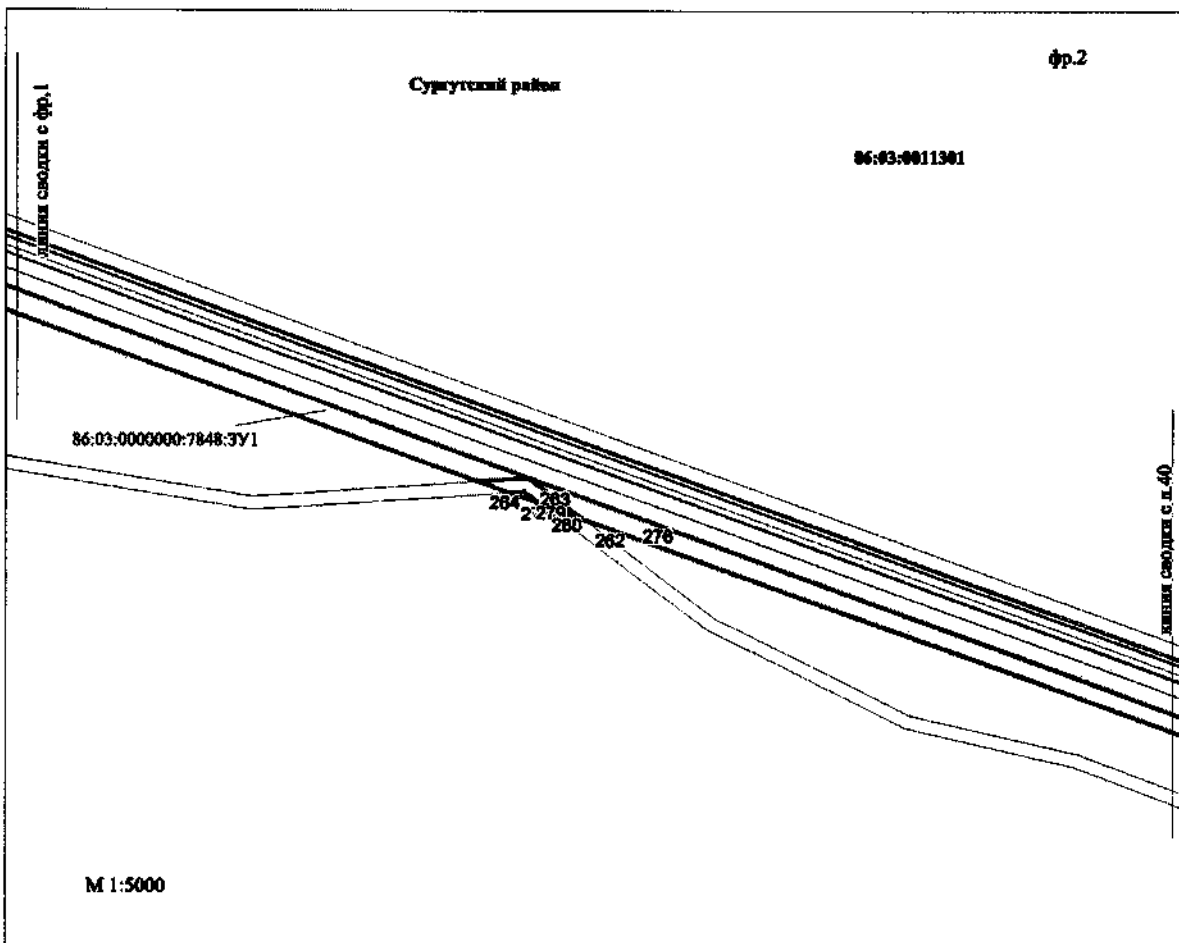 фр.2
Сургутский район
линия сводки с фр.1
86:03:0011301
86:03:0000000:7848:ЗУ1
264
263
279
280
262
276
линия сводки с л.40
М 1:5000